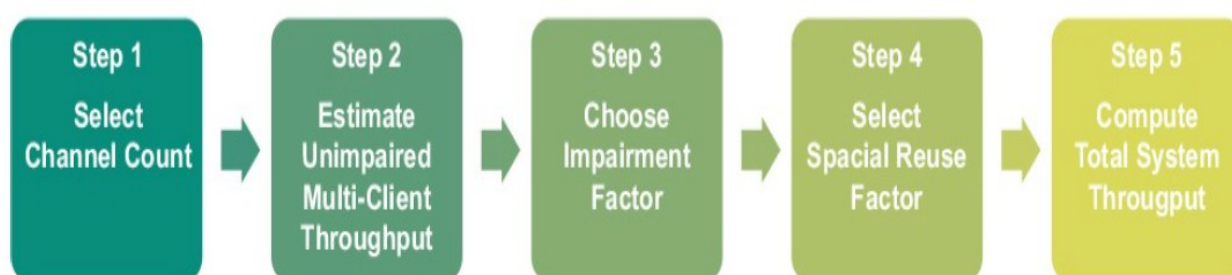 Step 1
Select
Channel Count
Step 2
Estimate
Unimpaired
Multi-Client
Throughput
Step 3
Choose
Impairment
Factor
Step 4
Select
Spacial Reuse
Factor
Step 5
Compute
Total System
Througput